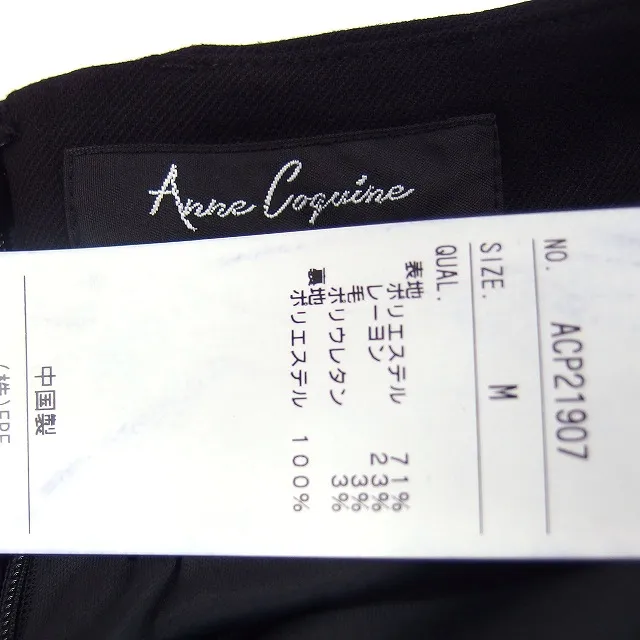 Anne Coquine
NO. ACP21907
SIZE. M
QUAL.
表地
ポリエステル 71%
レーヨン 23%
毛 3%
ポリウレタン 3%
裏地
ポリエステル 100%
中国製